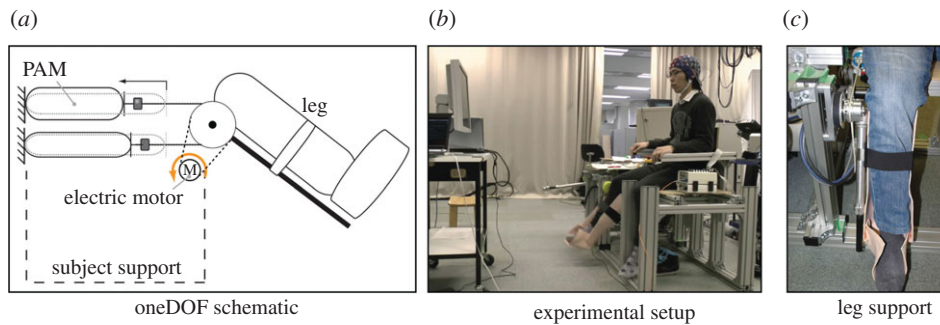 (a)
(b)
(c)
PAM
leg
M
electric motor
subject support
oneDOF schematic
experimental setup
leg support